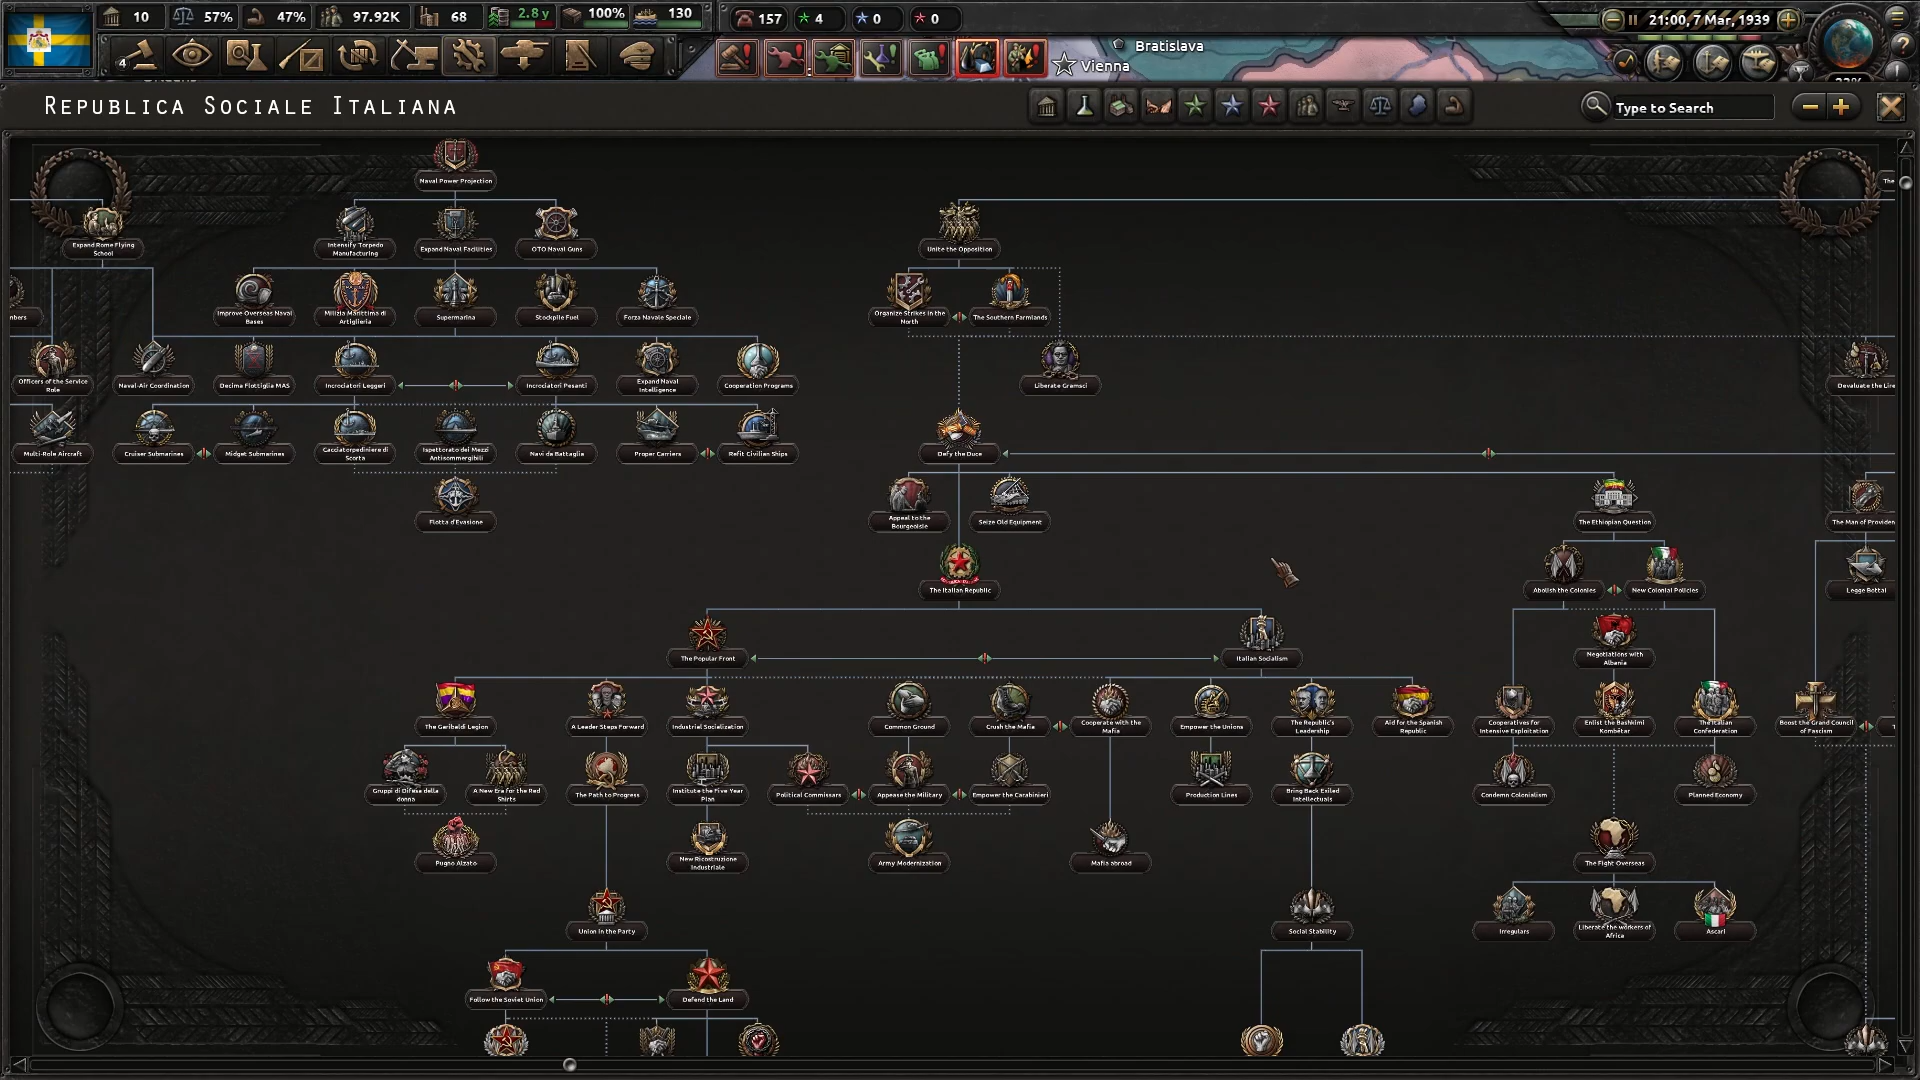 10
57%
47%
97.92K
68
2.8 y
100%
130
157
4
0
0
21:00, 7 Mar, 1939
4
Bratislava
Vienna
REPUBLICA SOCIALE ITALIANA
Type to Search
Naval Power Projection
Expand Rome Flying School
Intensify Torpedo Manufacturing
Expand Naval Facilities
OTO Naval Guns
Unite the Opposition
Improve Overseas Naval Bases
Milizia Marittima di Artiglieria
Supermarina
Stockpile Fuel
Forza Navale Speciale
Organize Strikes in the North
The Southern Farmlands
Officers of the Service Role
Naval-Air Coordination
Decima Flottiglia MAS
Incrociatori Leggeri
Incrociatori Pesanti
Expand Naval Intelligence
Cooperation Programs
Liberate Gramsci
Devaluate the Lire
Multi-Role Aircraft
Cruiser Submarines
Midget Submarines
Cacciatorpediniere di Scorta
Ispettorato dei Mezzi Antisommergibili
Navi da Battaglia
Proper Carriers
Refit Civilian Ships
Defy the Duce
Flotta d'Evasione
Appeal to the Bourgeoisie
Seize Old Equipment
The Ethiopian Question
The Man of Providen
The Italian Republic
Abolish the Colonies
New Colonial Policies
Legge Bottai
The Popular Front
Italian Socialism
Negotiations with Albania
The Garibaldi Legion
A Leader Steps Forward
Industrial Socialization
Common Ground
Crush the Mafia
Cooperate with the Mafia
Empower the Unions
The Republic's Leadership
Aid for the Spanish Republic
Cooperatives for Intensive Exploitation
Enlist the Bashkimi Kombëtar
The Italian Confederation
Boost the Grand Council of Fascism
Gruppi di Difesa della donna
A New Era for the Red Shirts
The Path to Progress
Institute the Five Year Plan
Political Commissars
Appease the Military
Empower the Carabinieri
Production Lines
Bring Back Exiled Intellectuals
Condemn Colonialism
Planned Economy
Pugno Alzato
New Ricostruzione Industriale
Army Modernization
Mafia abroad
The Fight Overseas
Union in the Party
Social Stability
Irregulars
Liberate the workers of Africa
Ascari
Follow the Soviet Union
Defend the Land